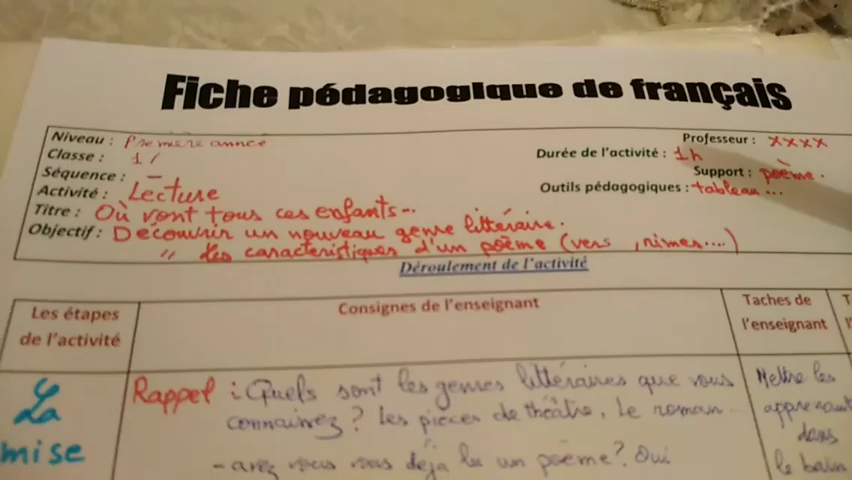 Fiche pédagogique de français
Niveau : Première année
Professeur : xxxx
Classe : 1/
Durée de l'activité : 1h
Séquence : -
Support : poème.
Activité : Lecture
Outils pédagogiques : tableau...
Titre : Où vont tous ces enfants...
Objectif : Découvrir un nouveau genre littéraire.
" les caracteristiques d'un poème (vers, rimes....)
Déroulement de l'activité
Les étapes
de l'activité
Consignes de l'enseignant
Taches de
l'enseignant
La
mise
Rappel : Quels sont les genres littéraires que vous
connaissez? Les pièces de théâtre, Le roman...
- avez vous déjà lu un poème? Oui
Mettre les
apprenant
dans
le bain